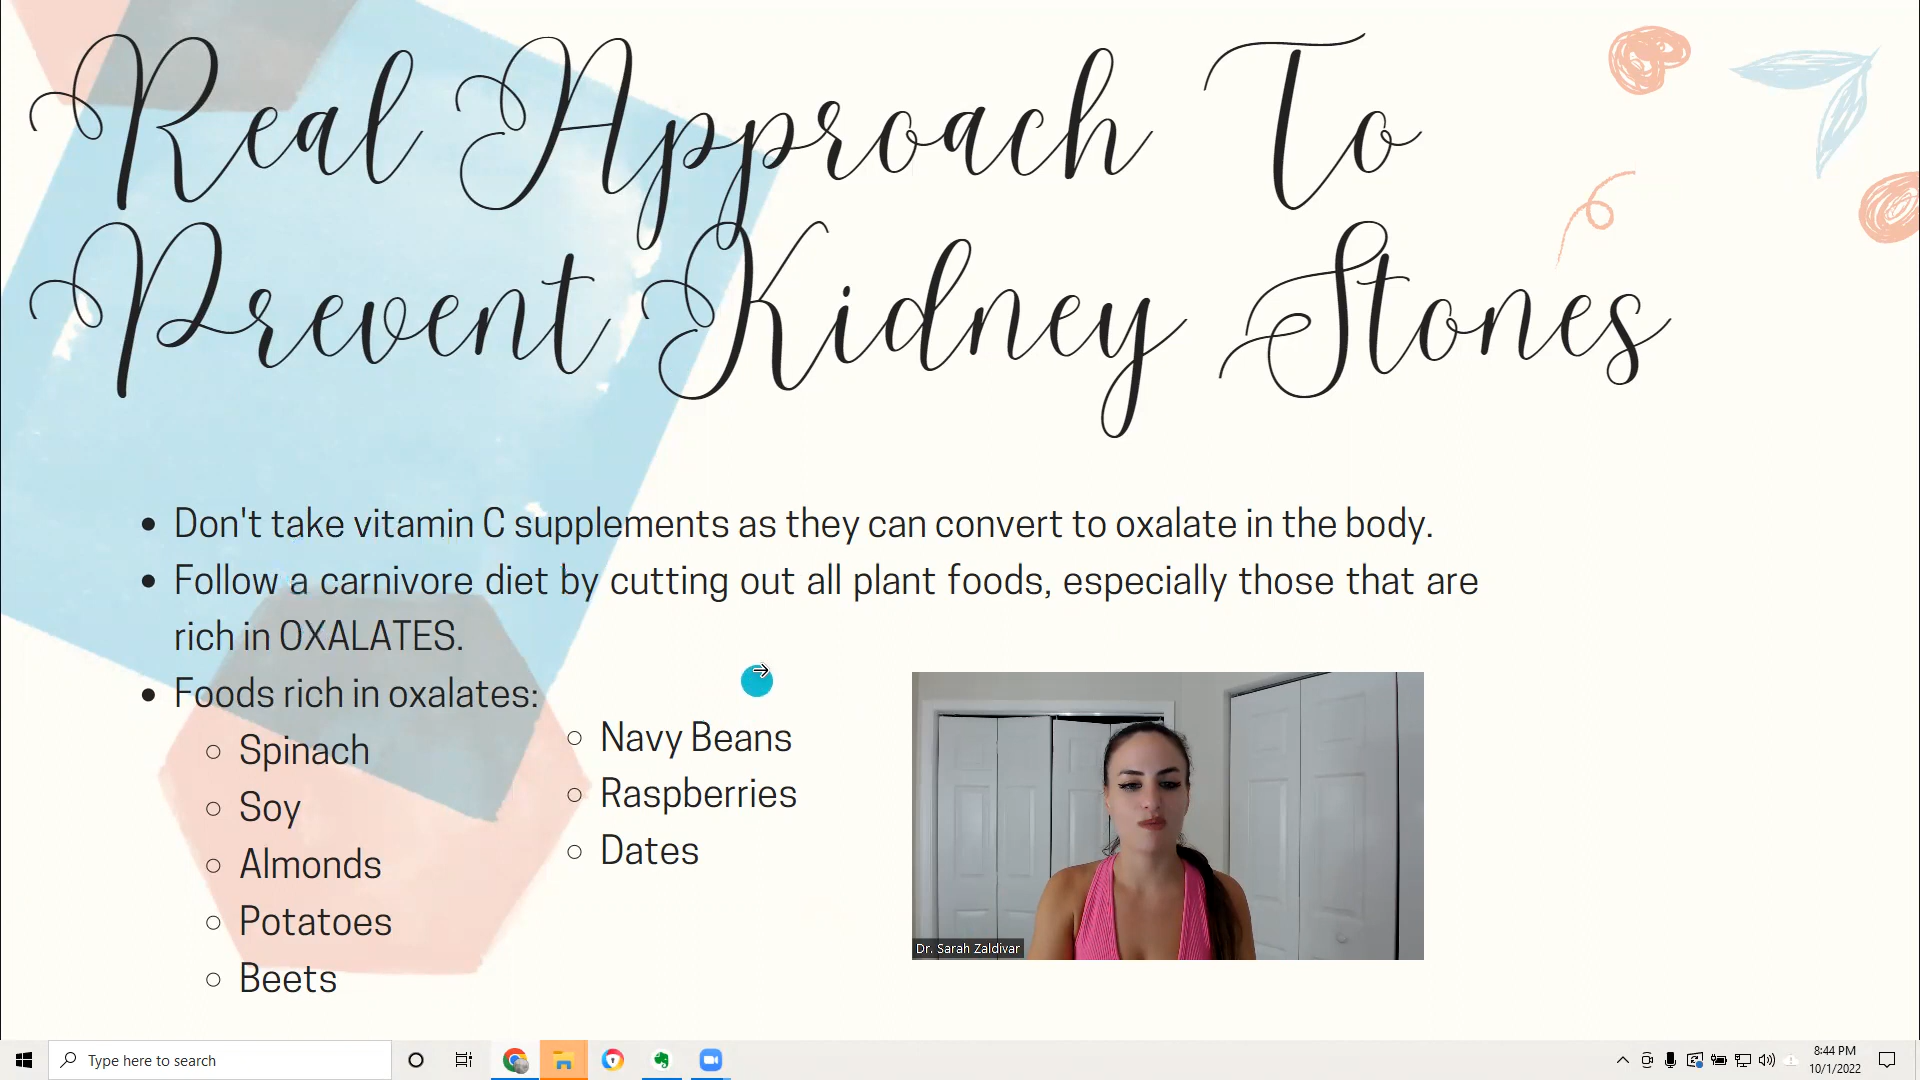 Real Approach To
Prevent Kidney Stones
Don't take vitamin C supplements as they can convert to oxalate in the body.
Follow a carnivore diet by cutting out all plant foods, especially those that are
rich in OXALATES.
Foods rich in oxalates:
Spinach
Soy
Almonds
Potatoes
Beets
Navy Beans
Raspberries
Dates
Dr. Sarah Zaldivar
Type here to search
8:44 PM
10/1/2022